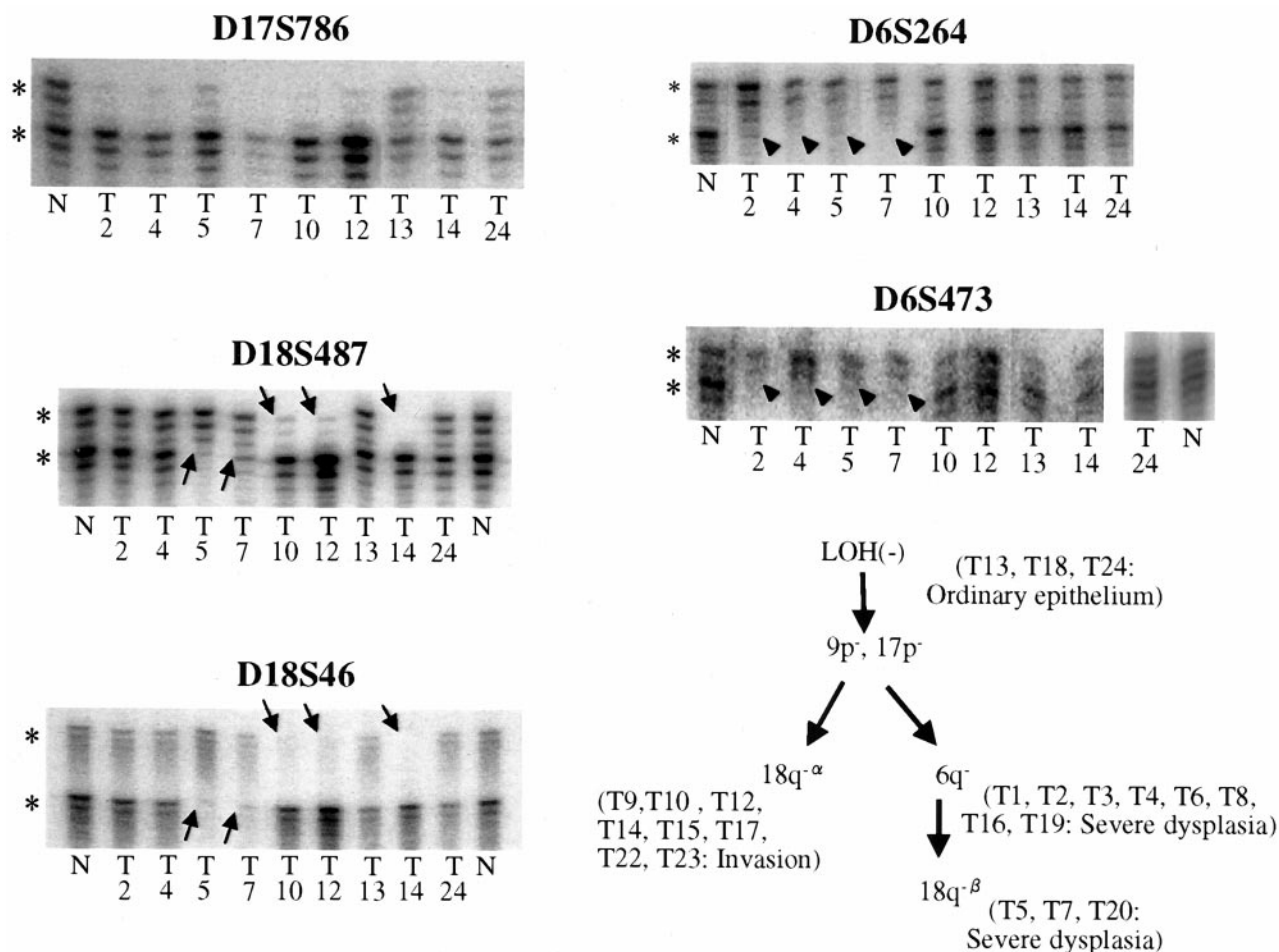 D17S786
*
*
N T T T T T T T T T
2 4 5 7 10 12 13 14 24
D18S487
*
*
N T T T T T T T T T N
2 4 5 7 10 12 13 14 24
D18S46
*
*
N T T T T T T T T T N
2 4 5 7 10 12 13 14 24
D6S264
*
*
N T T T T T T T T T
2 4 5 7 10 12 13 14 24
D6S473
*
*
N T T T T T T T T T N
2 4 5 7 10 12 13 14 24
LOH(-)
(T13, T18, T24:
Ordinary epithelium)
9p⁻, 17p⁻
18q⁻ᵅ
(T9,T10 , T12,
T14, T15, T17,
T22, T23: Invasion)
6q⁻
(T1, T2, T3, T4, T6, T8,
T16, T19: Severe dysplasia)
18q⁻ᵝ
(T5, T7, T20:
Severe dysplasia)